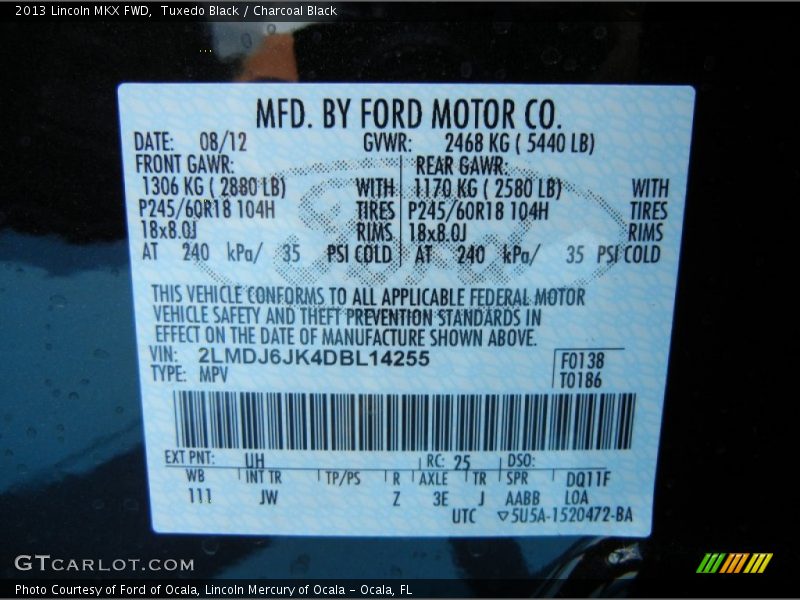 2013 Lincoln MKX FWD, Tuxedo Black / Charcoal Black
MFD. BY FORD MOTOR CO.
DATE: 08/12 GVWR: 2468 KG ( 5440 LB)
FRONT GAWR: REAR GAWR:
1306 KG ( 2880 LB) WITH 1170 KG ( 2580 LB) WITH
P245/60R18 104H TIRES P245/60R18 104H TIRES
18x8.0J RIMS 18x8.0J RIMS
AT 240 kPa/ 35 PSI COLD AT 240 kPa/ 35 PSI COLD
THIS VEHICLE CONFORMS TO ALL APPLICABLE FEDERAL MOTOR
VEHICLE SAFETY AND THEFT PREVENTION STANDARDS IN
EFFECT ON THE DATE OF MANUFACTURE SHOWN ABOVE.
VIN: 2LMDJ6JK4DBL14255 F0138
TYPE: MPV T0186
EXT PNT: UH RC: 25 DSO:
WB INT TR TP/PS R AXLE TR SPR DQ11F
111 JW Z 3E J AABB LOA
UTC ▽5U5A-1520472-BA
GTCARLOT.COM
Photo Courtesy of Ford of Ocala, Lincoln Mercury of Ocala - Ocala, FL